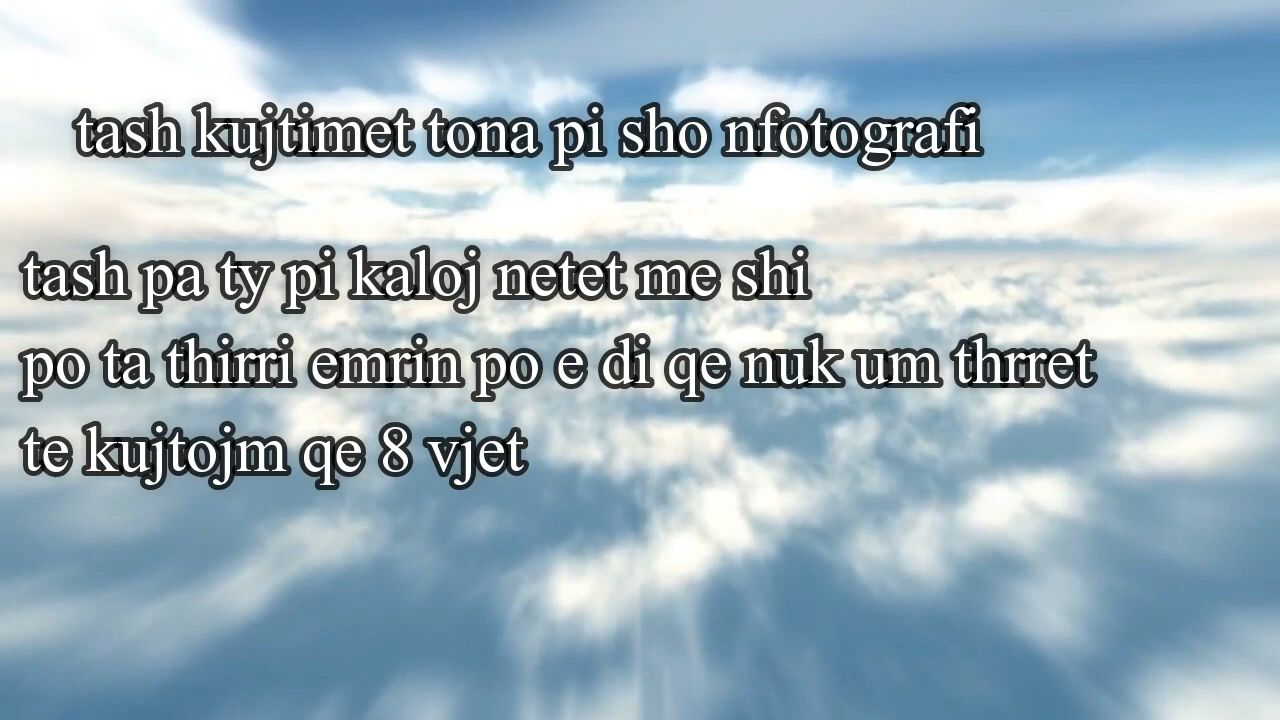 tash kujtimet tona pi sho nfotografi
tash pa ty pi kaloj netet me shi
po ta thirri emrin po e di qe nuk um thrret
te kujtojm qe 8 vjet